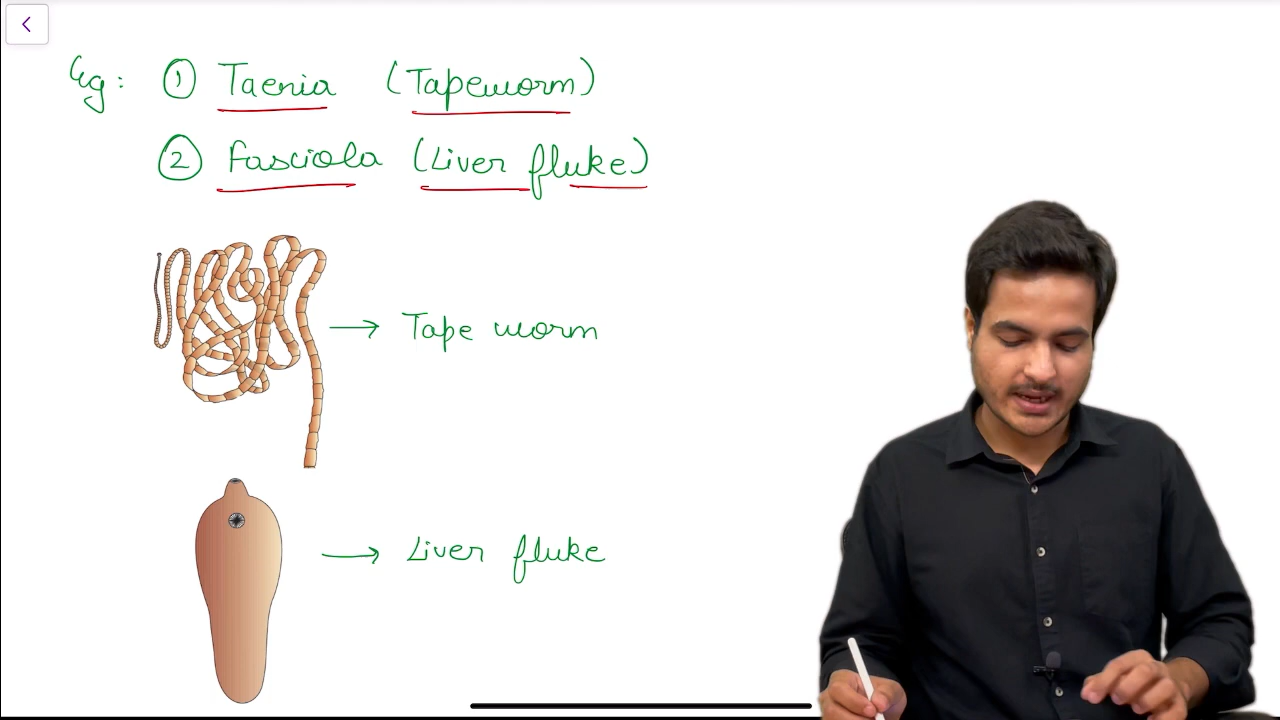 Eg: ① Taenia (Tapeworm)
② Fasciola (Liver fluke)
→ Tape worm
→ Liver fluke